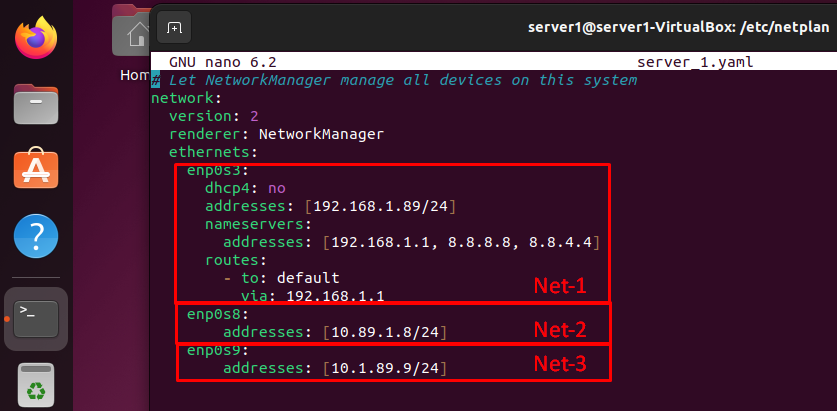 server1@server1-VirtualBox: /etc/netplan
GNU nano 6.2 server_1.yaml
Hom
# Let NetworkManager manage all devices on this system
network:
  version: 2
  renderer: NetworkManager
  ethernets:
    enp0s3:
      dhcp4: no
      addresses: [192.168.1.89/24]
      nameservers:
        addresses: [192.168.1.1, 8.8.8.8, 8.8.4.4]
      routes:
        - to: default
          via: 192.168.1.1
Net-1
    enp0s8:
        addresses: [10.89.1.8/24]
Net-2
    enp0s9:
        addresses: [10.1.89.9/24]
Net-3